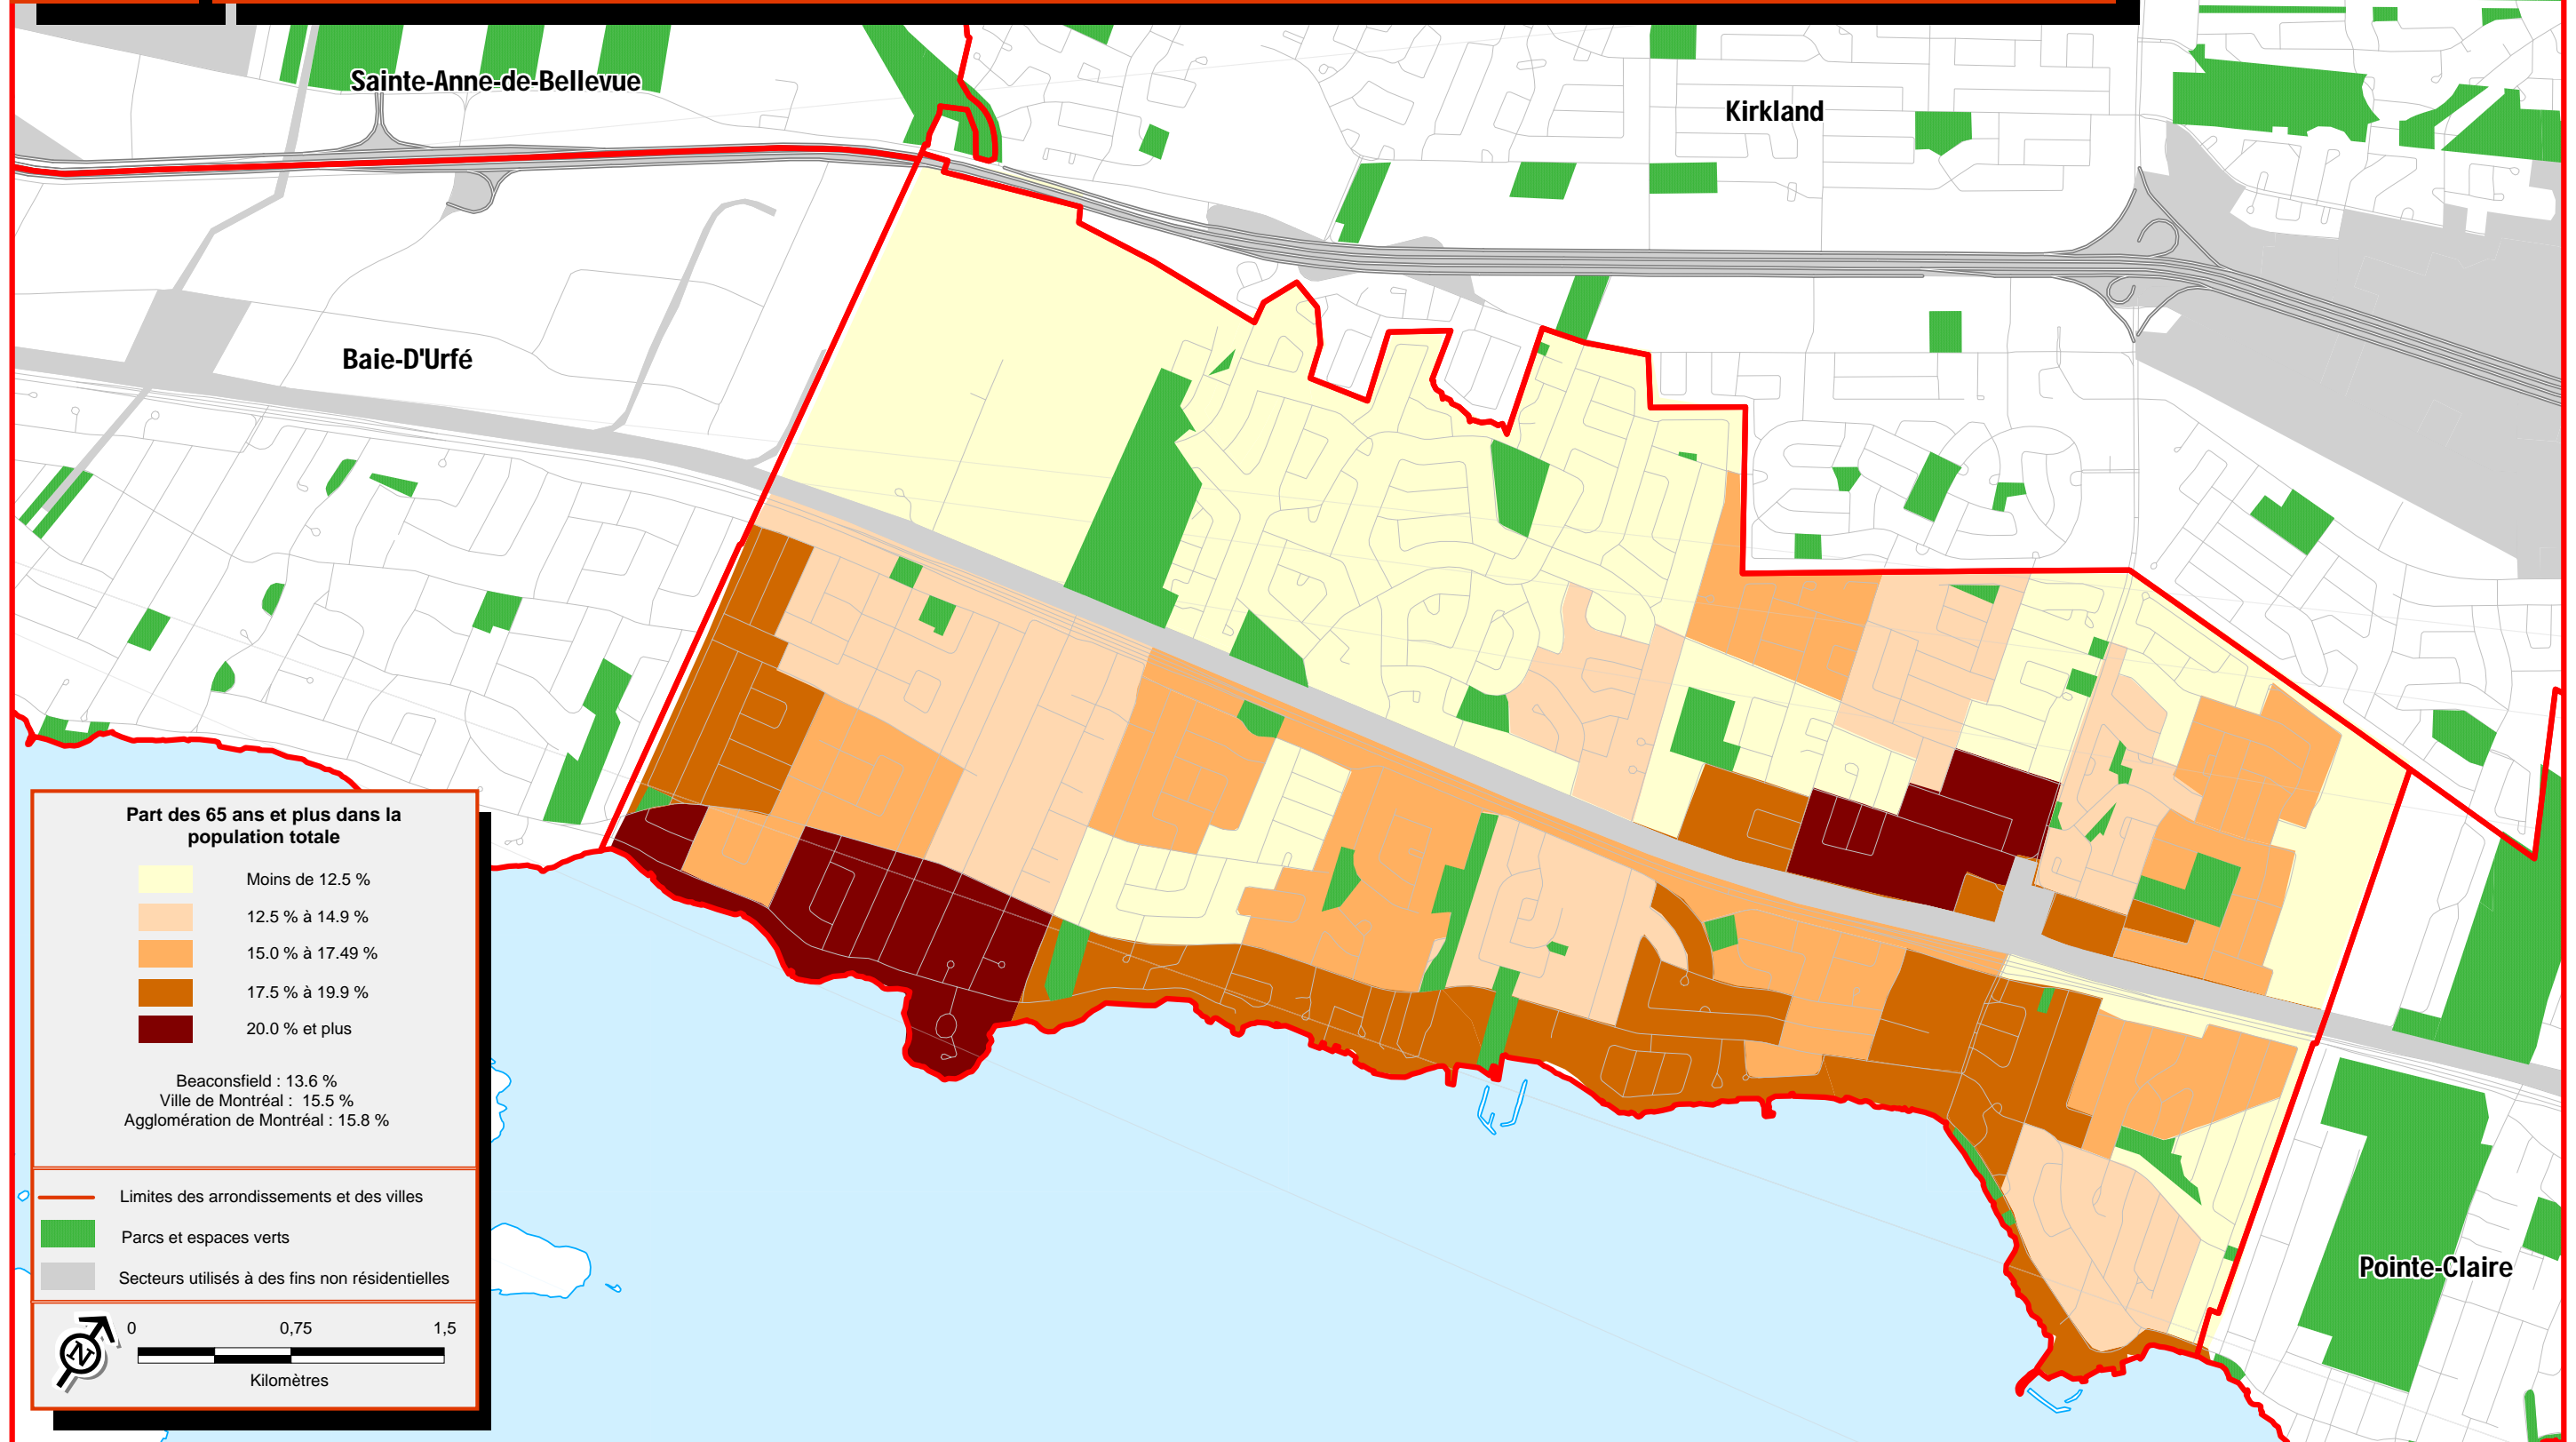 Sainte-Anne-de-Bellevue
Kirkland
Baie-D'Urfé
Pointe-Claire
Part des 65 ans et plus dans la
population totale
Moins de 12.5 %
12.5 % à 14.9 %
15.0 % à 17.49 %
17.5 % à 19.9 %
20.0 % et plus
Beaconsfield : 13.6 %
Ville de Montréal : 15.5 %
Agglomération de Montréal : 15.8 %
Limites des arrondissements et des villes
Parcs et espaces verts
Secteurs utilisés à des fins non résidentielles
N
0 0,75 1,5
Kilomètres